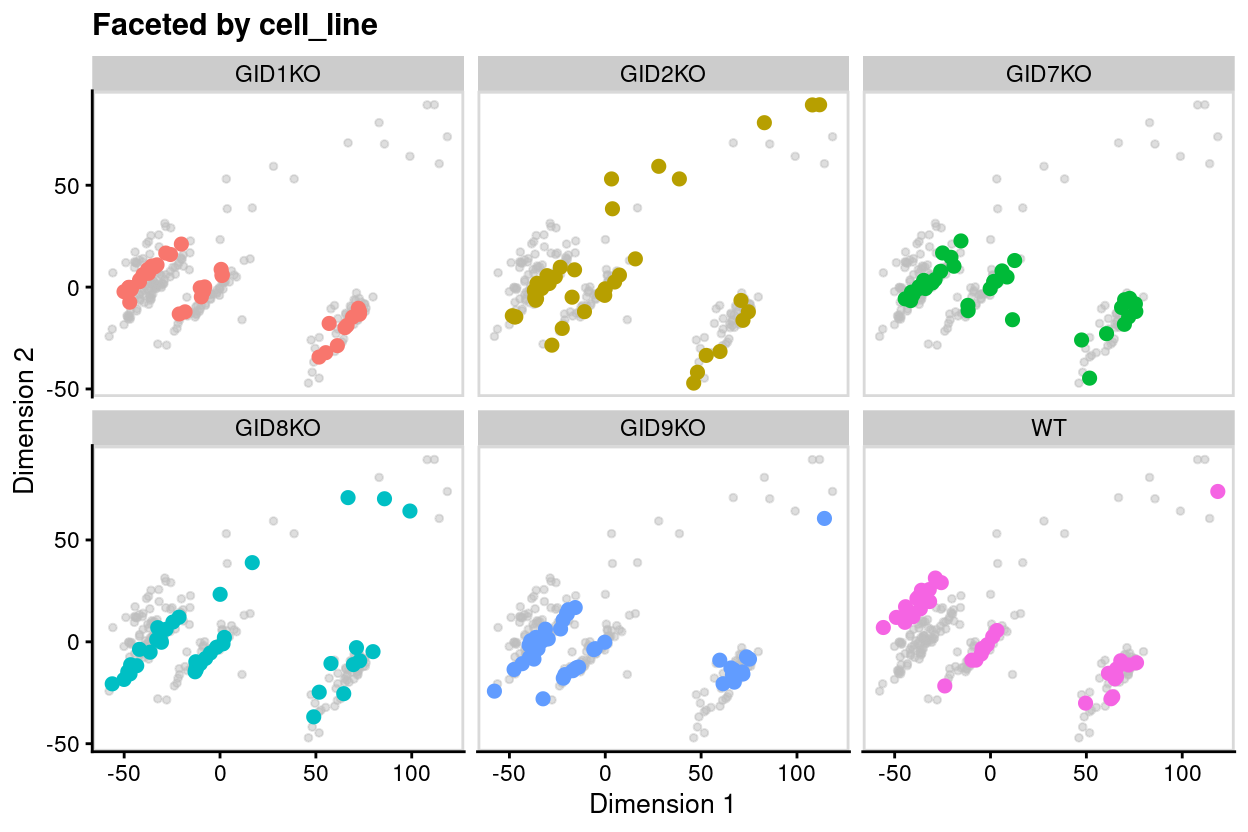 Faceted by cell_line
GID1KO GID2KO GID7KO
50
0
-50
GID8KO GID9KO WT
50
0
-50
-50 0 50 100 -50 0 50 100 -50 0 50 100
Dimension 1
Dimension 2